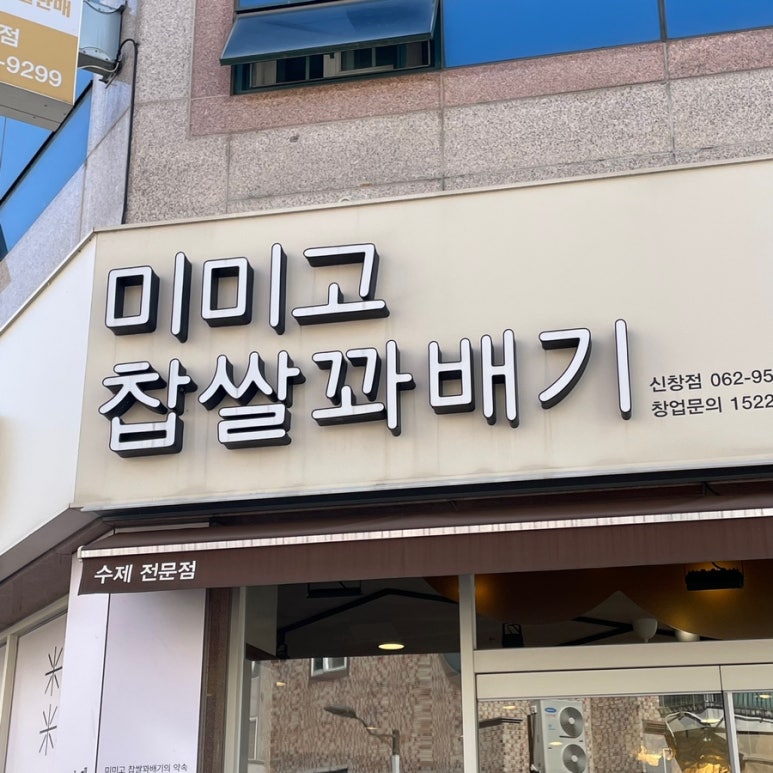 점
-9299
미미고
찹쌀꽈배기
신창점 062-95
창업문의 1522
수제 전문점
미미고 찹쌀꽈배기의 약속